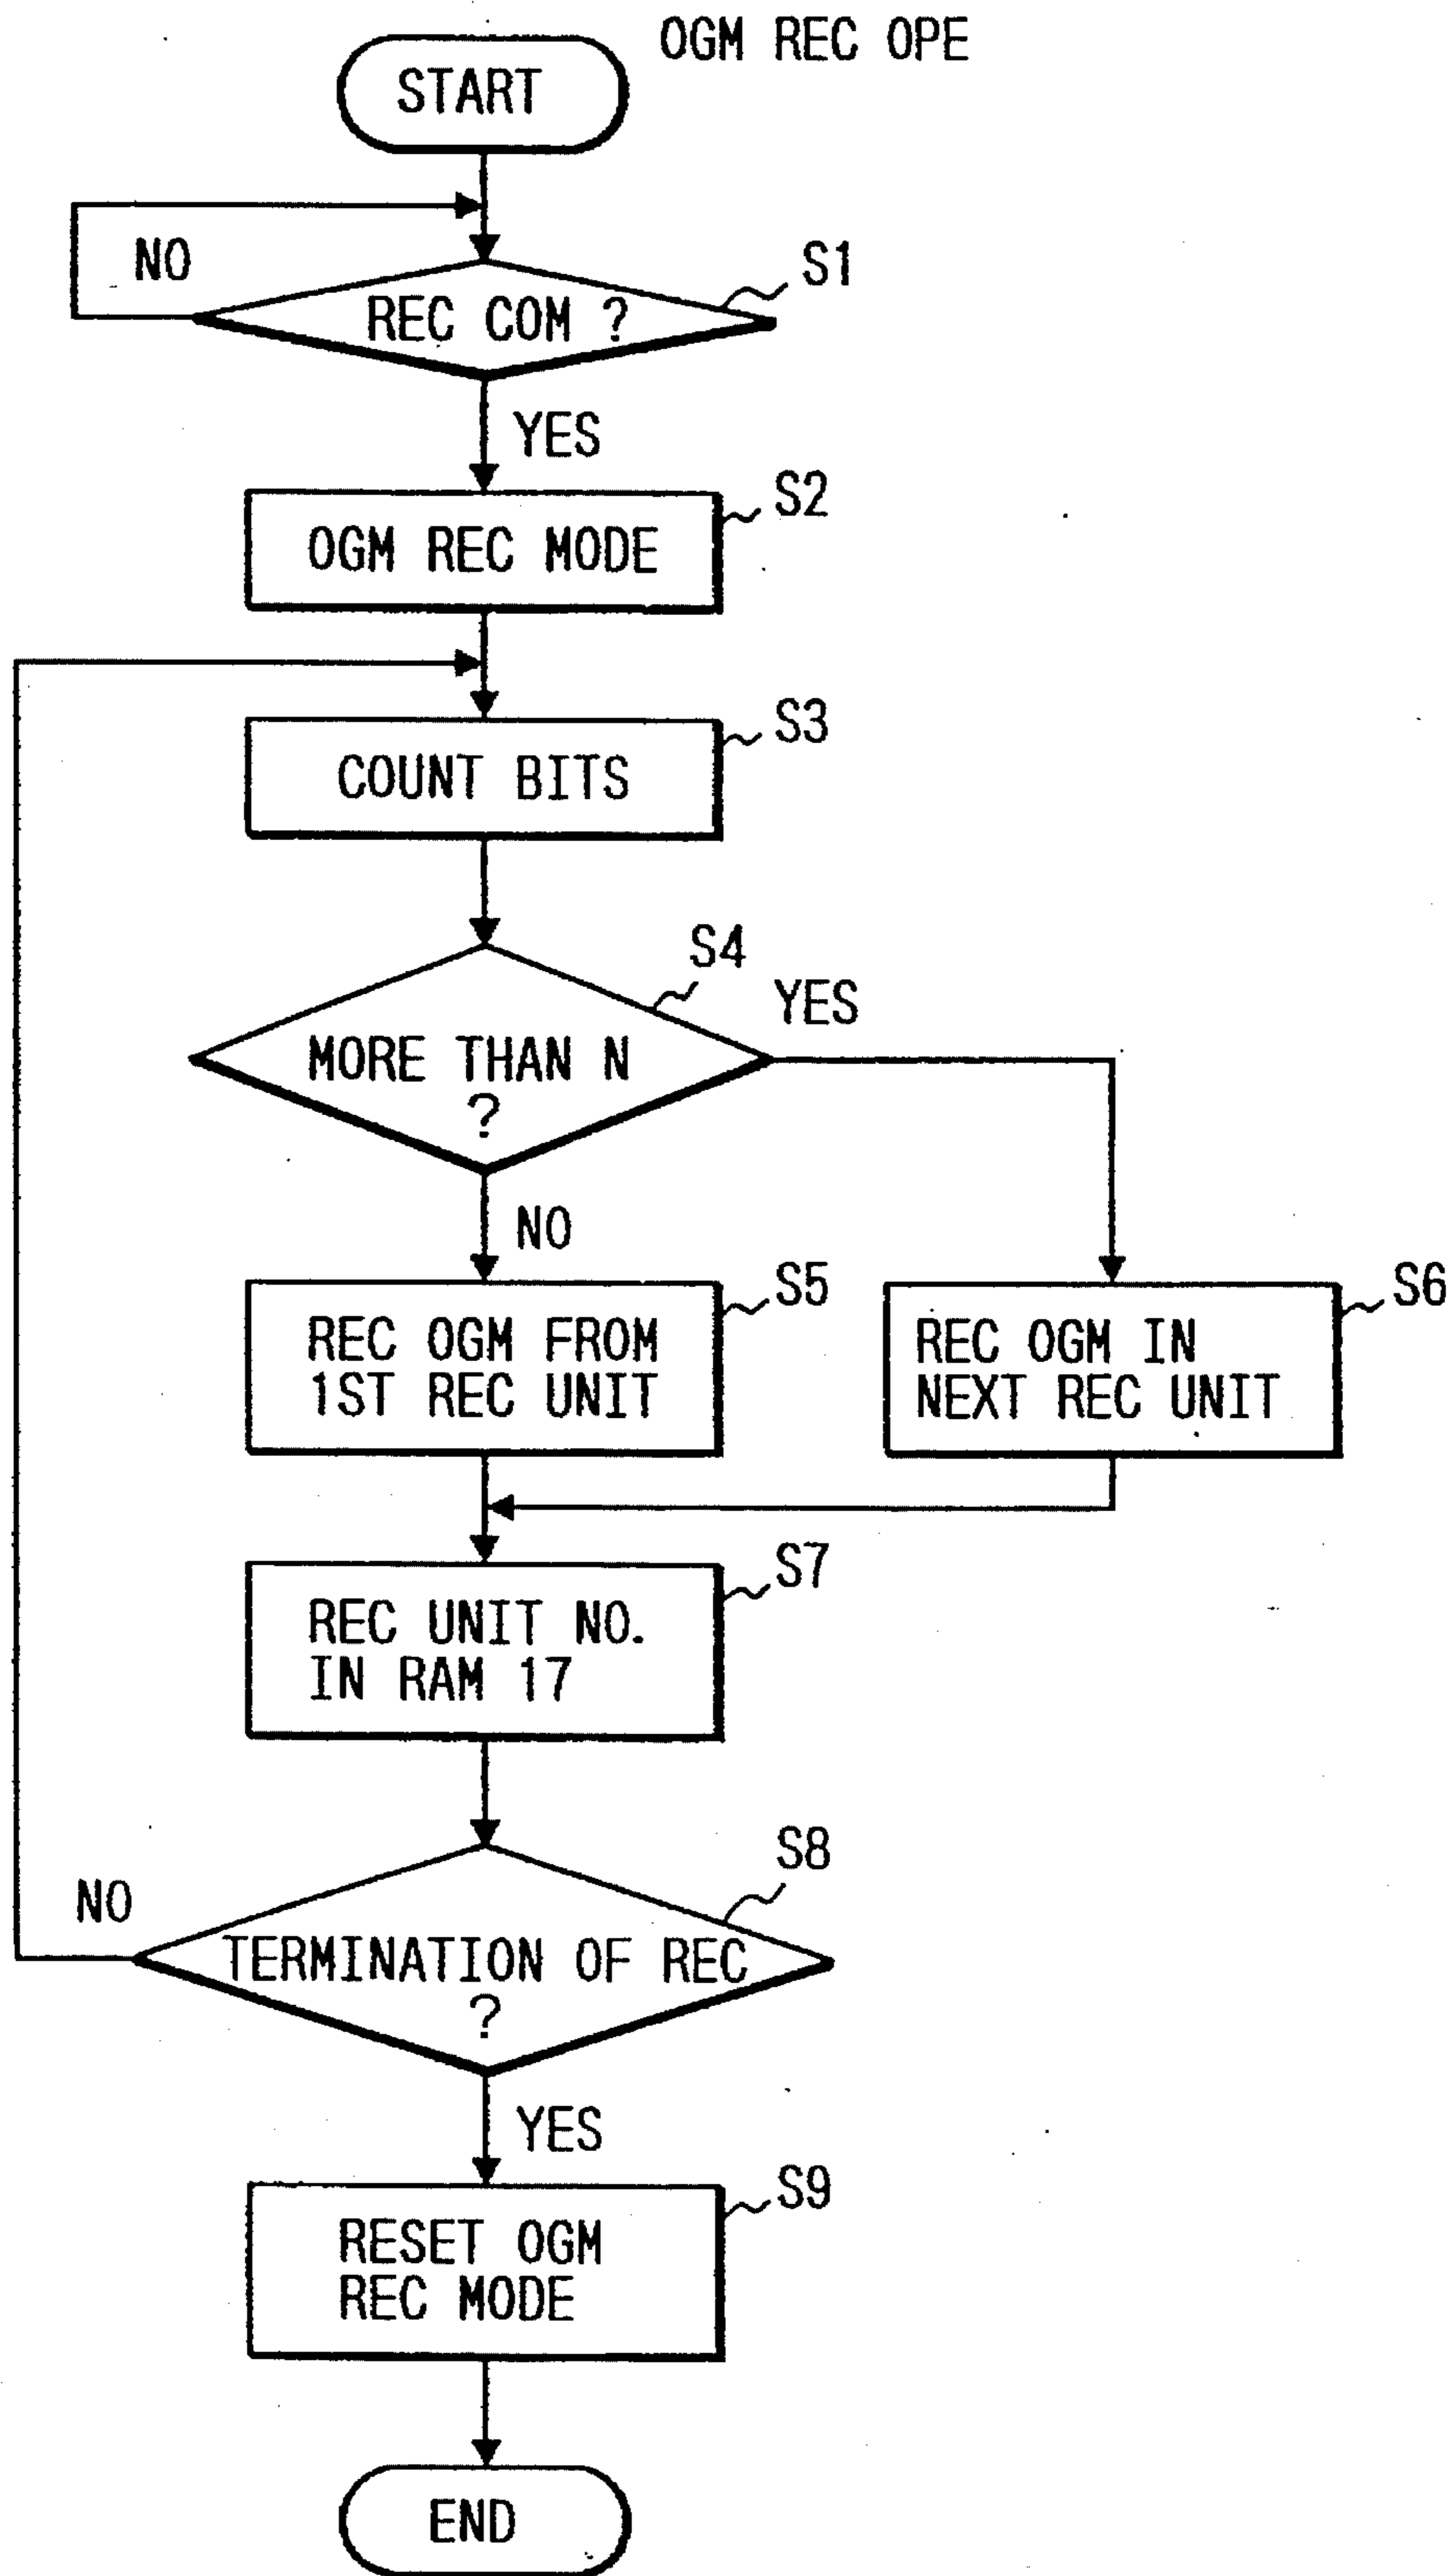 OGM REC OPE
START
NO
S1
REC COM ?
YES
S2
OGM REC MODE
S3
COUNT BITS
S4
YES
MORE THAN N
?
NO
S5
REC OGM FROM
1ST REC UNIT
S6
REC OGM IN
NEXT REC UNIT
S7
REC UNIT NO.
IN RAM 17
S8
NO
TERMINATION OF REC
?
YES
S9
RESET OGM
REC MODE
END